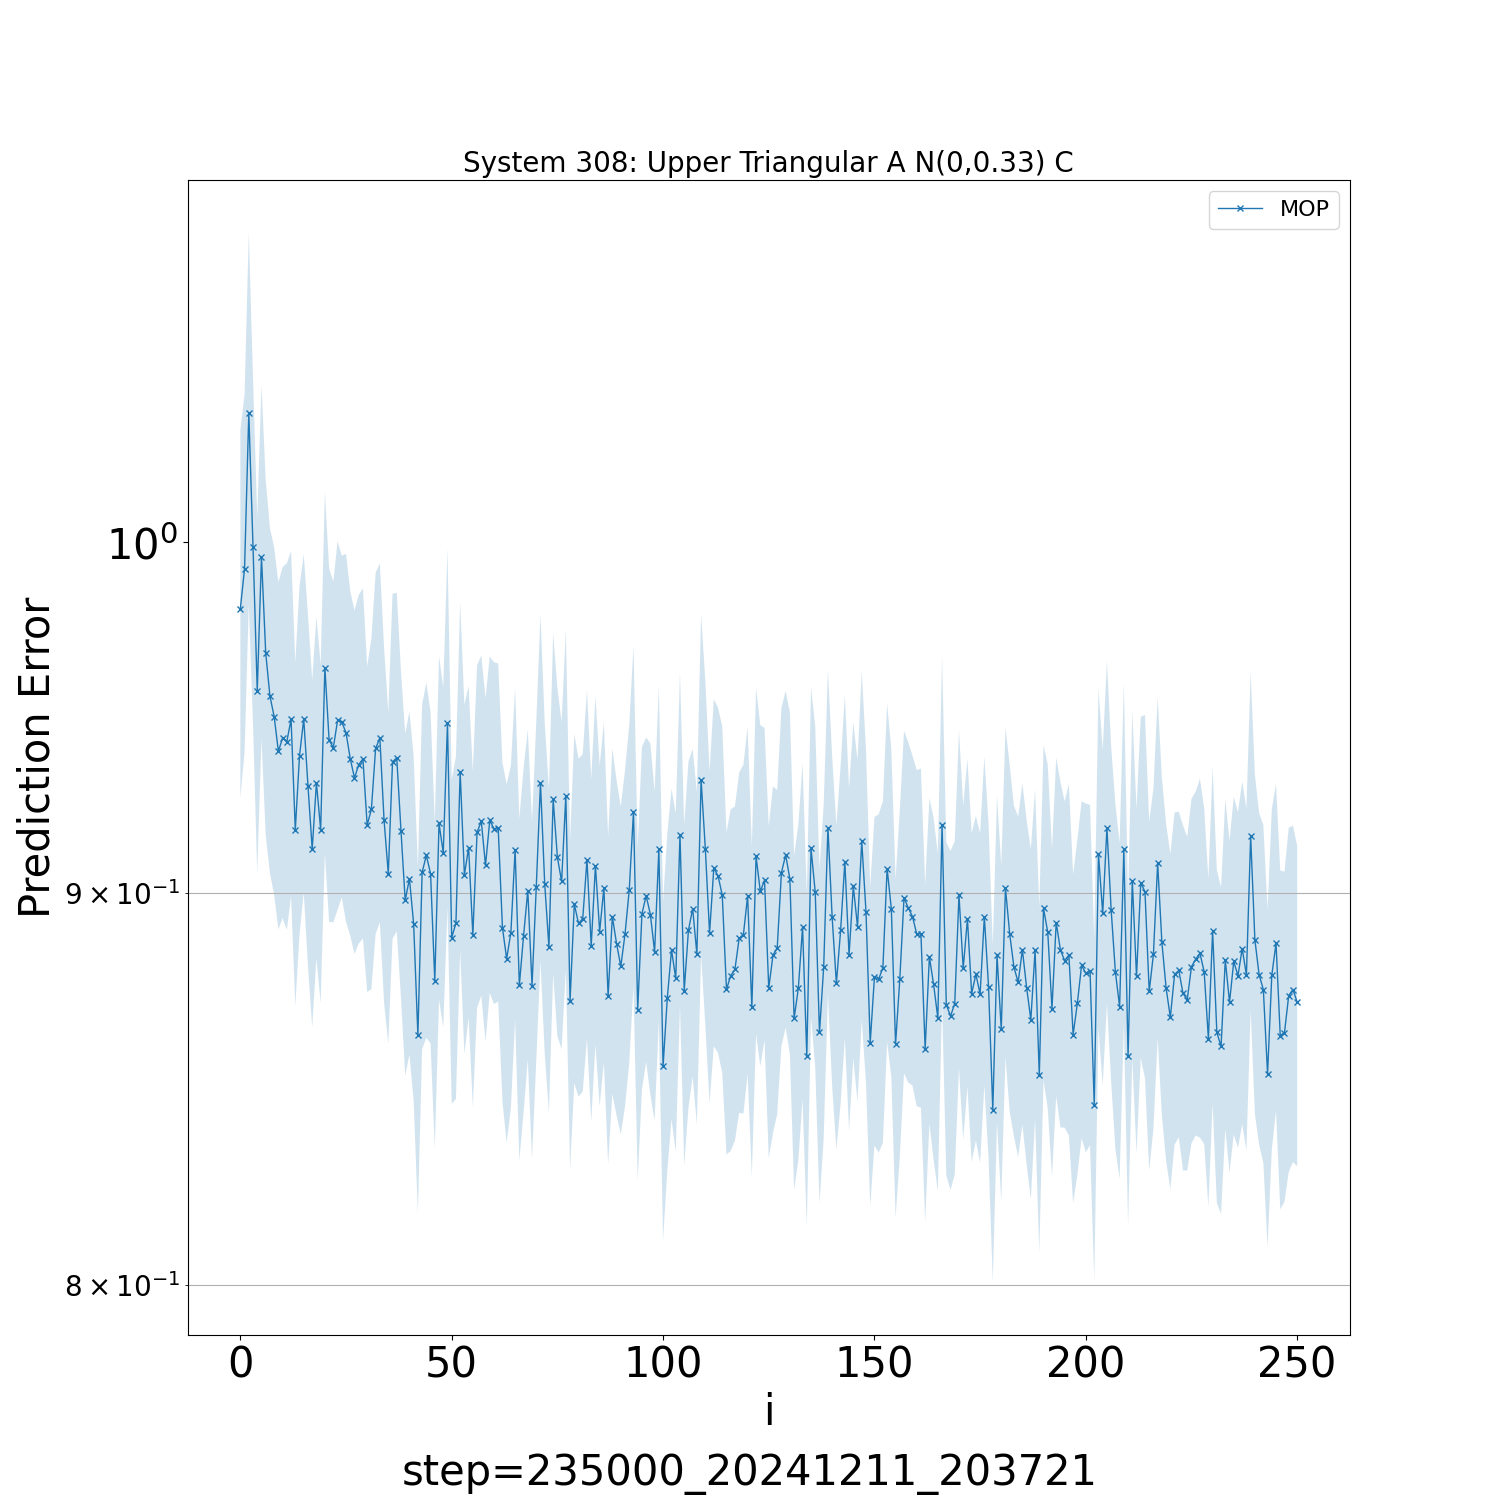 System 308: Upper Triangular A N(0,0.33) C
MOP
10⁰
9 × 10⁻¹
8 × 10⁻¹
Prediction Error
0 50 100 150 200 250
i
step=235000_20241211_203721